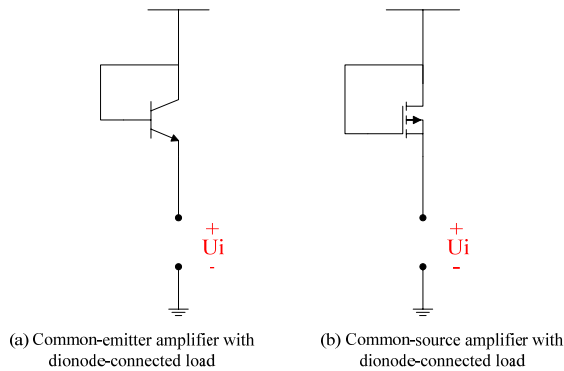 +
Ui
-
+
Ui
-
(a) Common-emitter amplifier with
dionode-connected load
(b) Common-source amplifier with
dionode-connected load